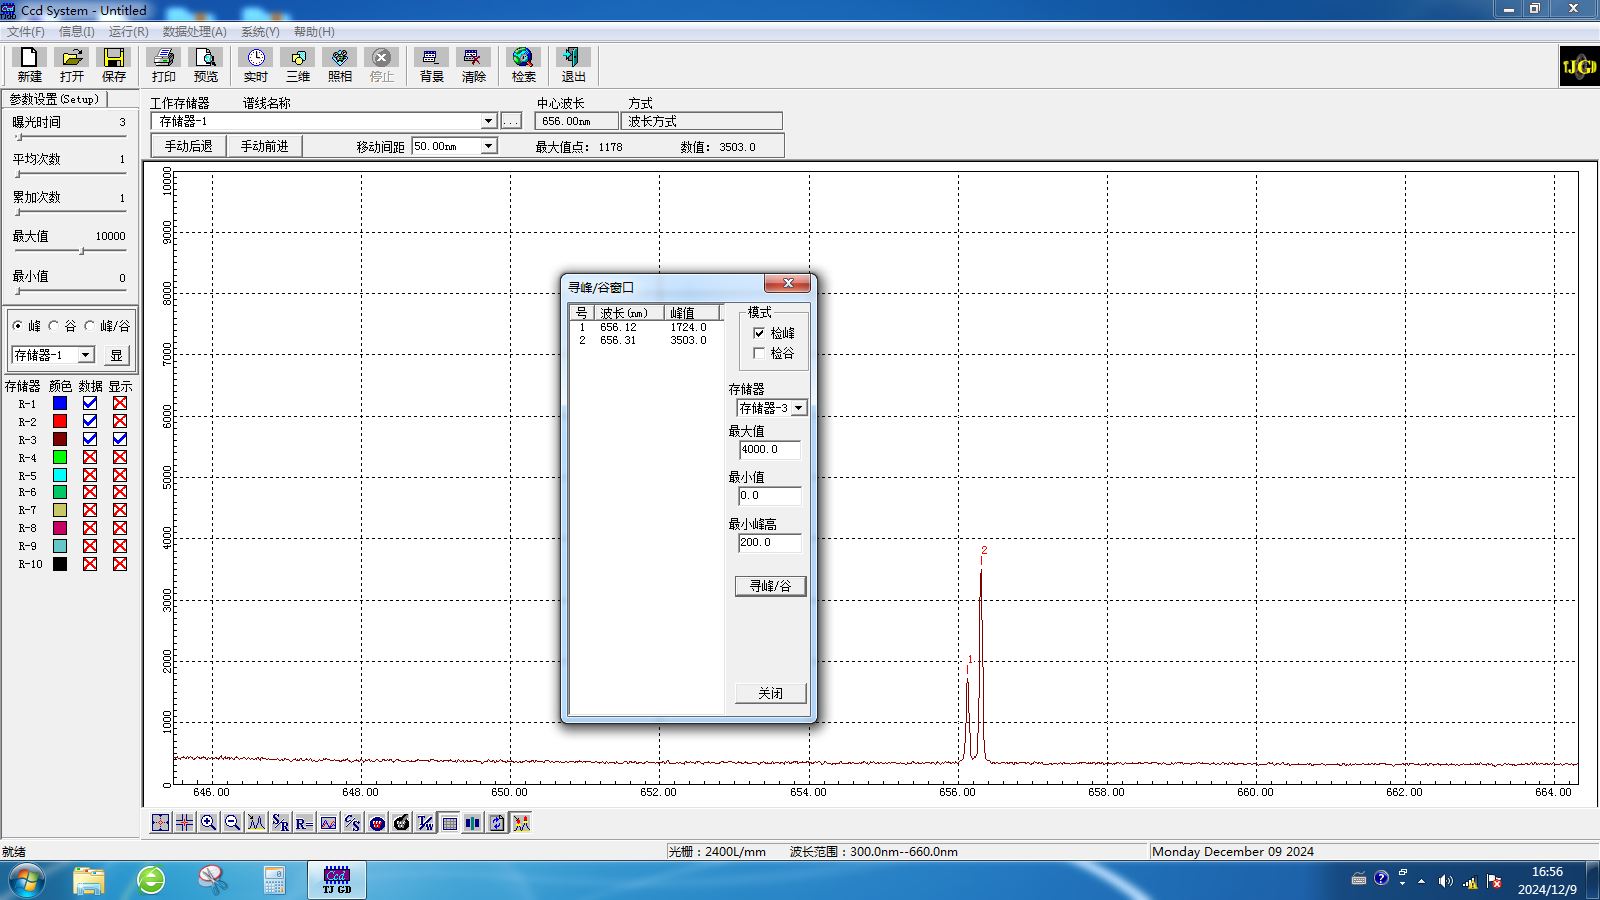 Ccd System - Untitled
文件(F) 信息(I) 运行(R) 数据处理(A) 系统(Y) 帮助(H)
新建 打开 保存 打印 预览 实时 三维 照相 停止 背景 清除 检索 退出
TJGD
参数设置(Setup)
曝光时间 3
平均次数 1
累加次数 1
最大值 10000
最小值 0
峰 谷 峰/谷
存储器-1 显
存储器 颜色 数据 显示
R-1
R-2
R-3
R-4
R-5
R-6
R-7
R-8
R-9
R-10
工作存储器 谱线名称 中心波长 方式
存储器-1 ... 656.00nm 波长方式
手动后退 手动前进 移动间距 50.00nm 最大值点: 1178 数值: 3503.0
10000
9000
8000
7000
6000
5000
4000
3000
2000
1000
0
646.00 648.00 650.00 652.00 654.00 656.00 658.00 660.00 662.00 664.00
1
2
寻峰/谷窗口
号 波长(nm) 峰值
1 656.12 1724.0
2 656.31 3503.0
模式
检峰
检谷
存储器
存储器-3
最大值
4000.0
最小值
0.0
最小峰高
200.0
寻峰/谷
关闭
S/R R= C/S T/W
就绪 光栅：2400L/mm 波长范围：300.0nm--660.0nm Monday December 09 2024
Ccd
TJ GD
16:56
2024/12/9